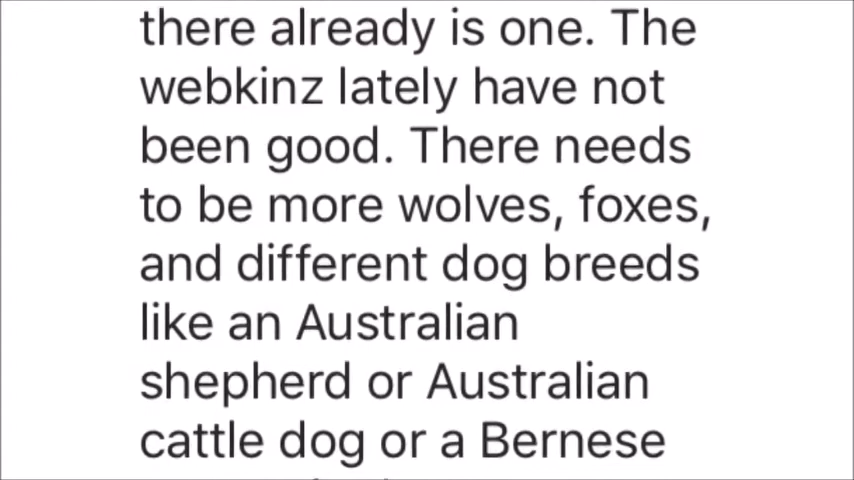 there already is one. The
webkinz lately have not
been good. There needs
to be more wolves, foxes,
and different dog breeds
like an Australian
shepherd or Australian
cattle dog or a Bernese